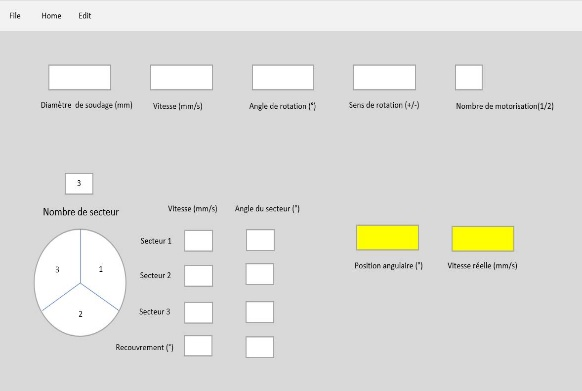 File Home Edit
Diamètre de soudage (mm) Vitesse (mm/s) Angle de rotation (°) Sens de rotation (+/-) Nombre de motorisation(1/2)
3
Nombre de secteur
Vitesse (mm/s) Angle du secteur (°)
Secteur 1
3 1
Secteur 2
2
Secteur 3
Recouvrement (°)
Position angulaire (°) Vitesse réelle (mm/s)